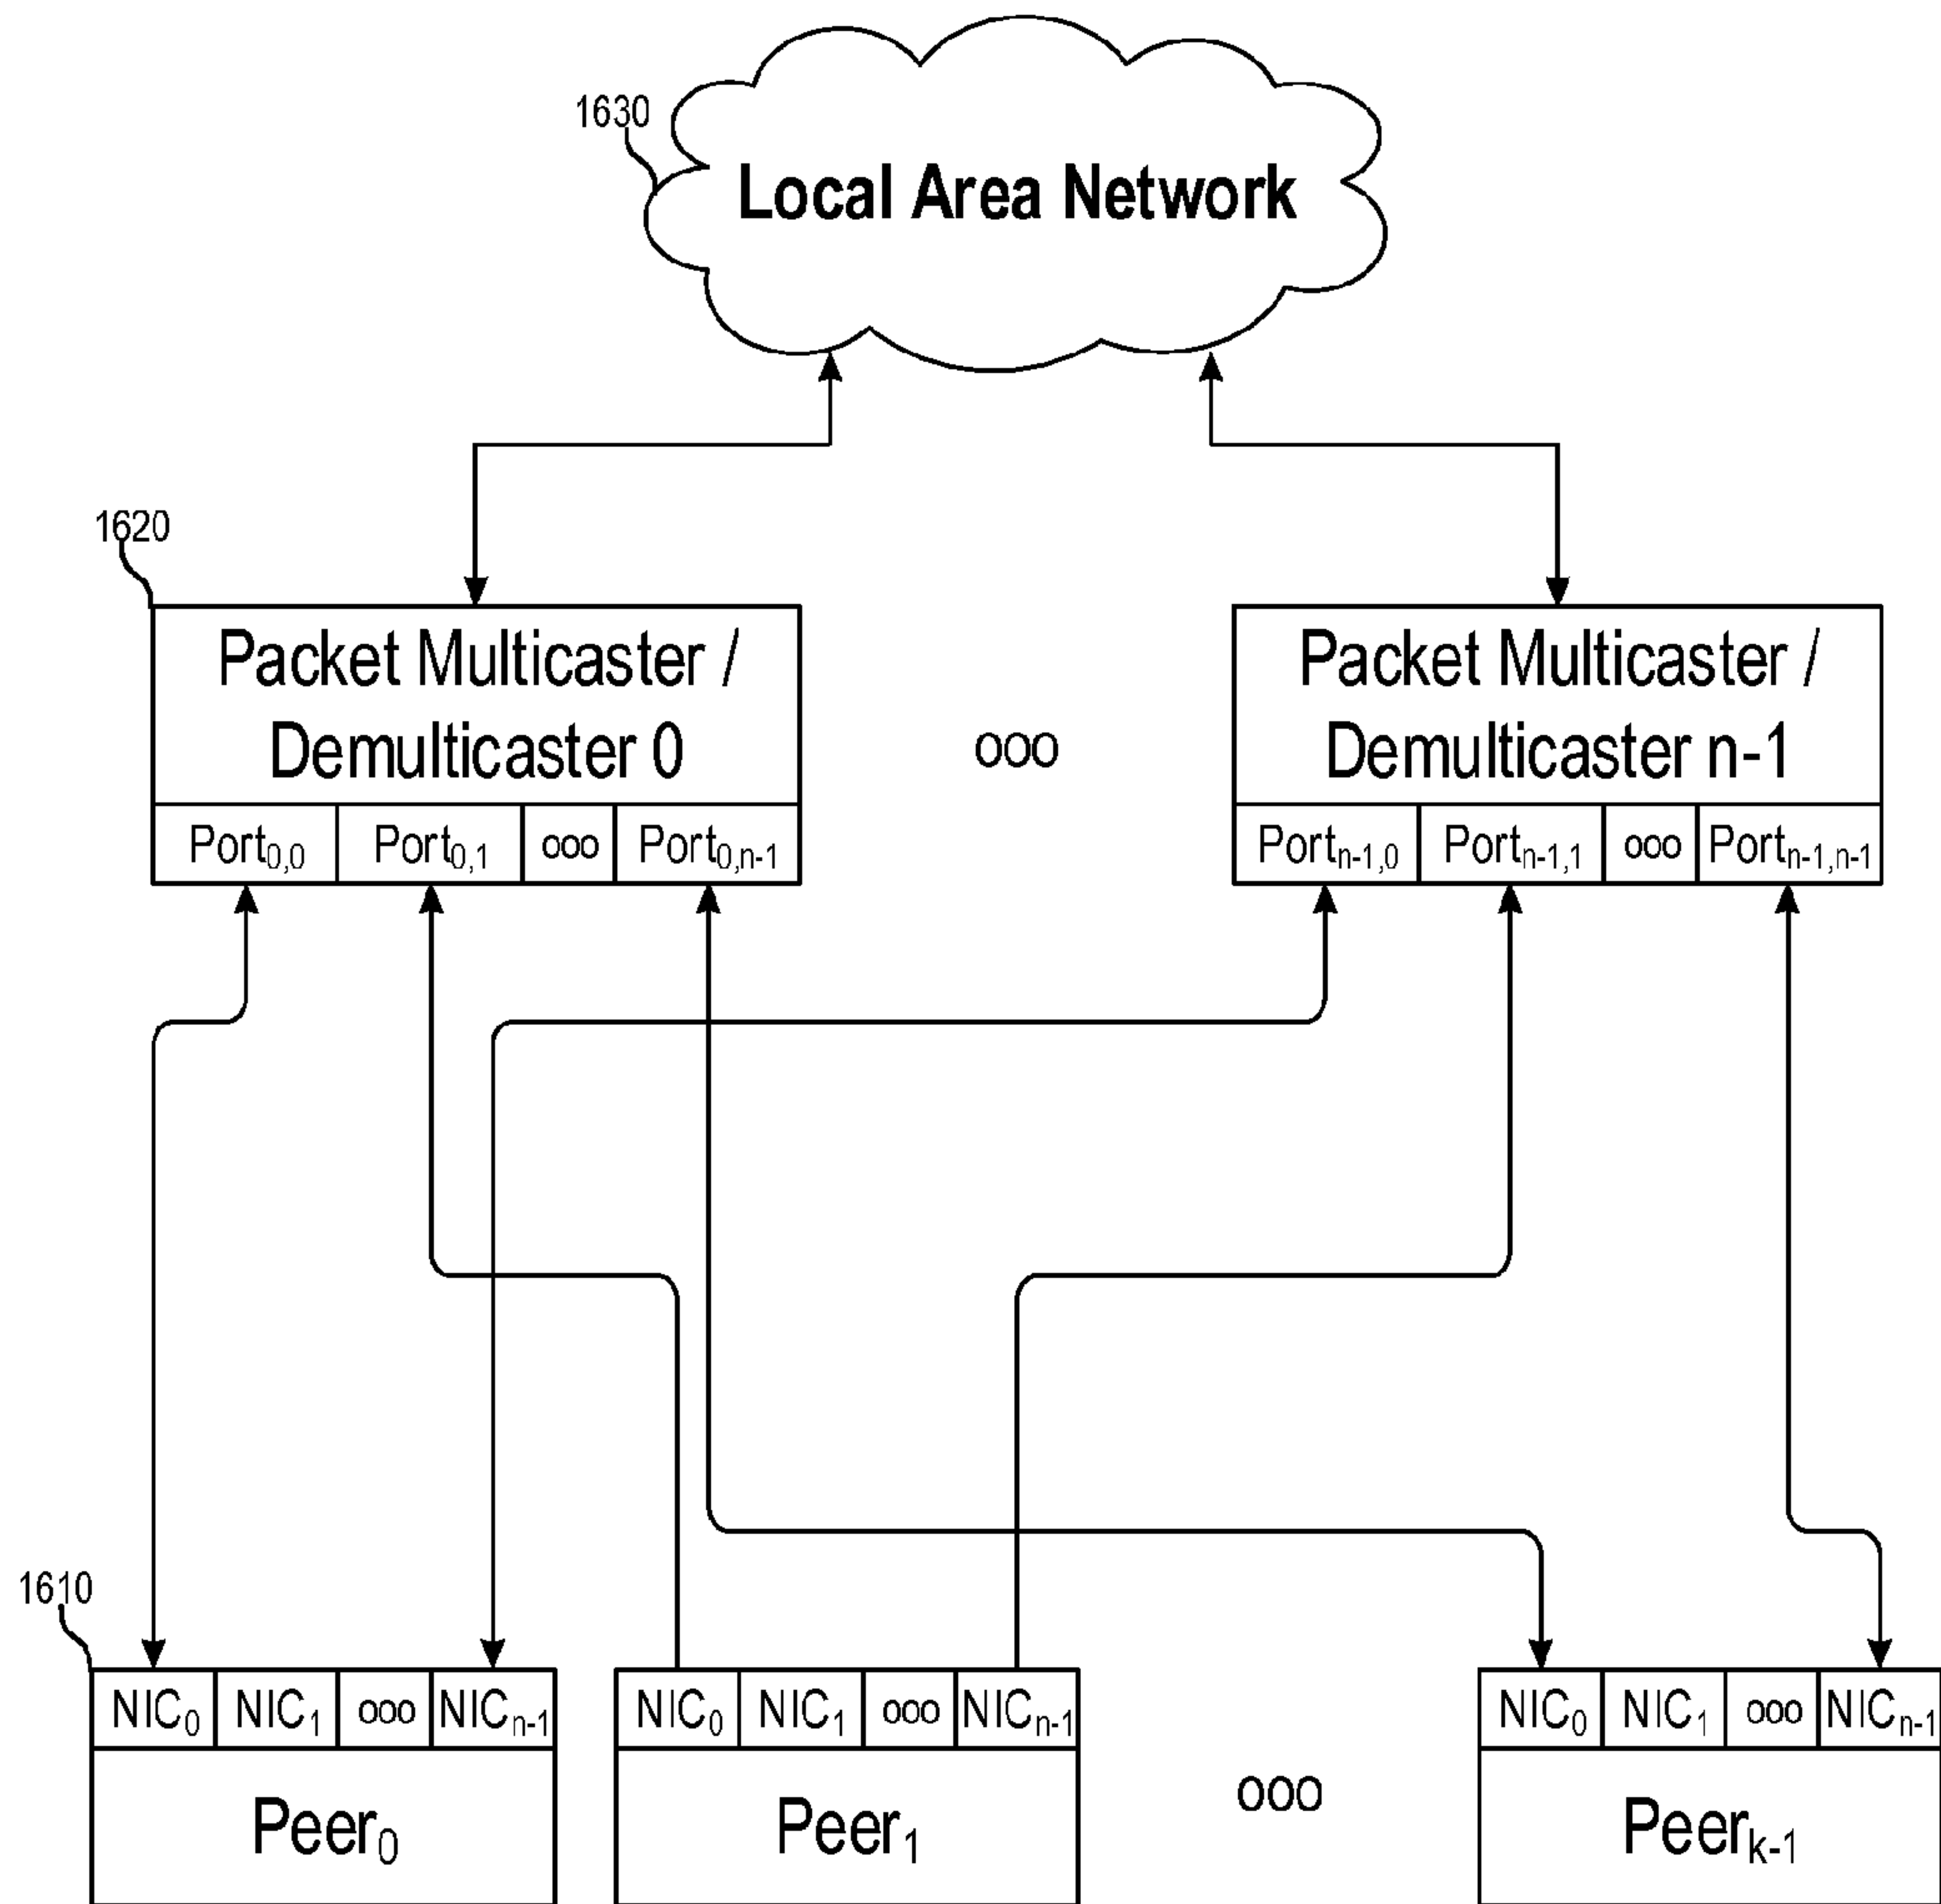 1630
Local Area Network
1620
Packet Multicaster /
Demulticaster 0
ooo
Packet Multicaster /
Demulticaster n-1
Port0,0 Port0,1 ooo Port0,n-1
Portn-1,0 Portn-1,1 ooo Portn-1,n-1
1610
NIC0 NIC1 ooo NICn-1
Peer0
NIC0 NIC1 ooo NICn-1
Peer1
ooo
NIC0 NIC1 ooo NICn-1
Peerk-1